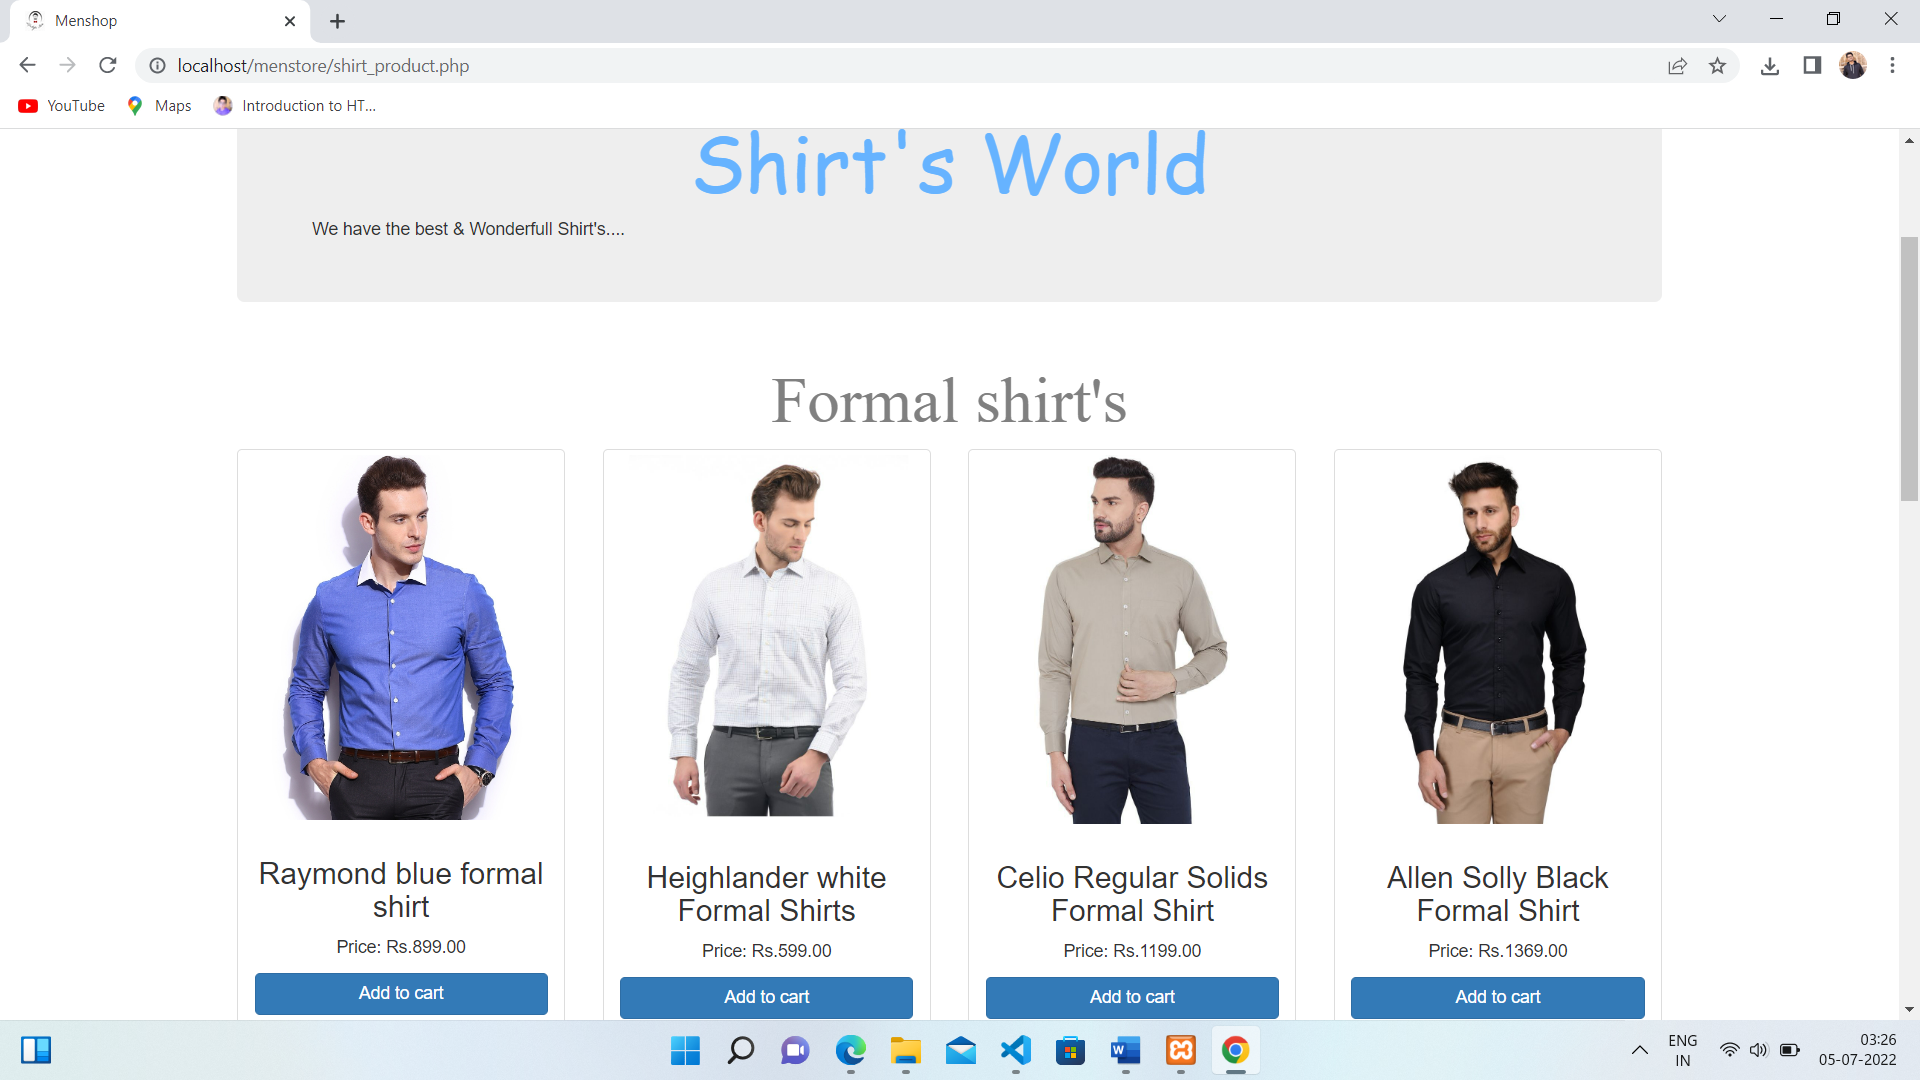 Menshop
localhost/menstore/shirt_product.php
YouTube
Maps
Introduction to HT...
Shirt's World
We have the best & Wonderfull Shirt's....
Formal shirt's
Raymond blue formal
shirt
Price: Rs.899.00
Add to cart
Heighlander white
Formal Shirts
Price: Rs.599.00
Add to cart
Celio Regular Solids
Formal Shirt
Price: Rs.1199.00
Add to cart
Allen Solly Black
Formal Shirt
Price: Rs.1369.00
Add to cart
ENG
IN
03:26
05-07-2022